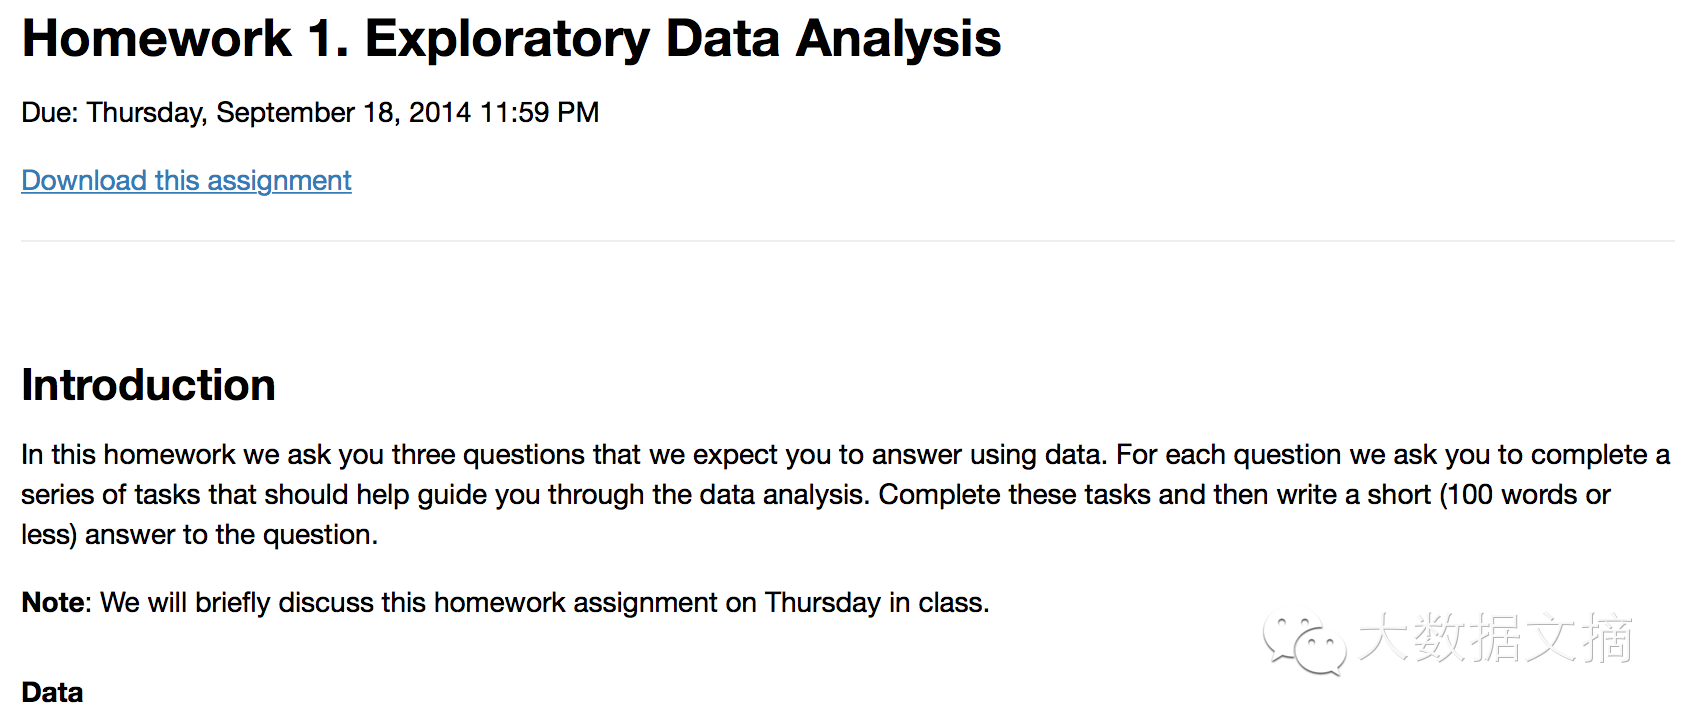 Homework 1. Exploratory Data Analysis
Due: Thursday, September 18, 2014 11:59 PM
Download this assignment
Introduction
In this homework we ask you three questions that we expect you to answer using data. For each question we ask you to complete a
series of tasks that should help guide you through the data analysis. Complete these tasks and then write a short (100 words or
less) answer to the question.
Note: We will briefly discuss this homework assignment on Thursday in class.
大数据文摘
Data